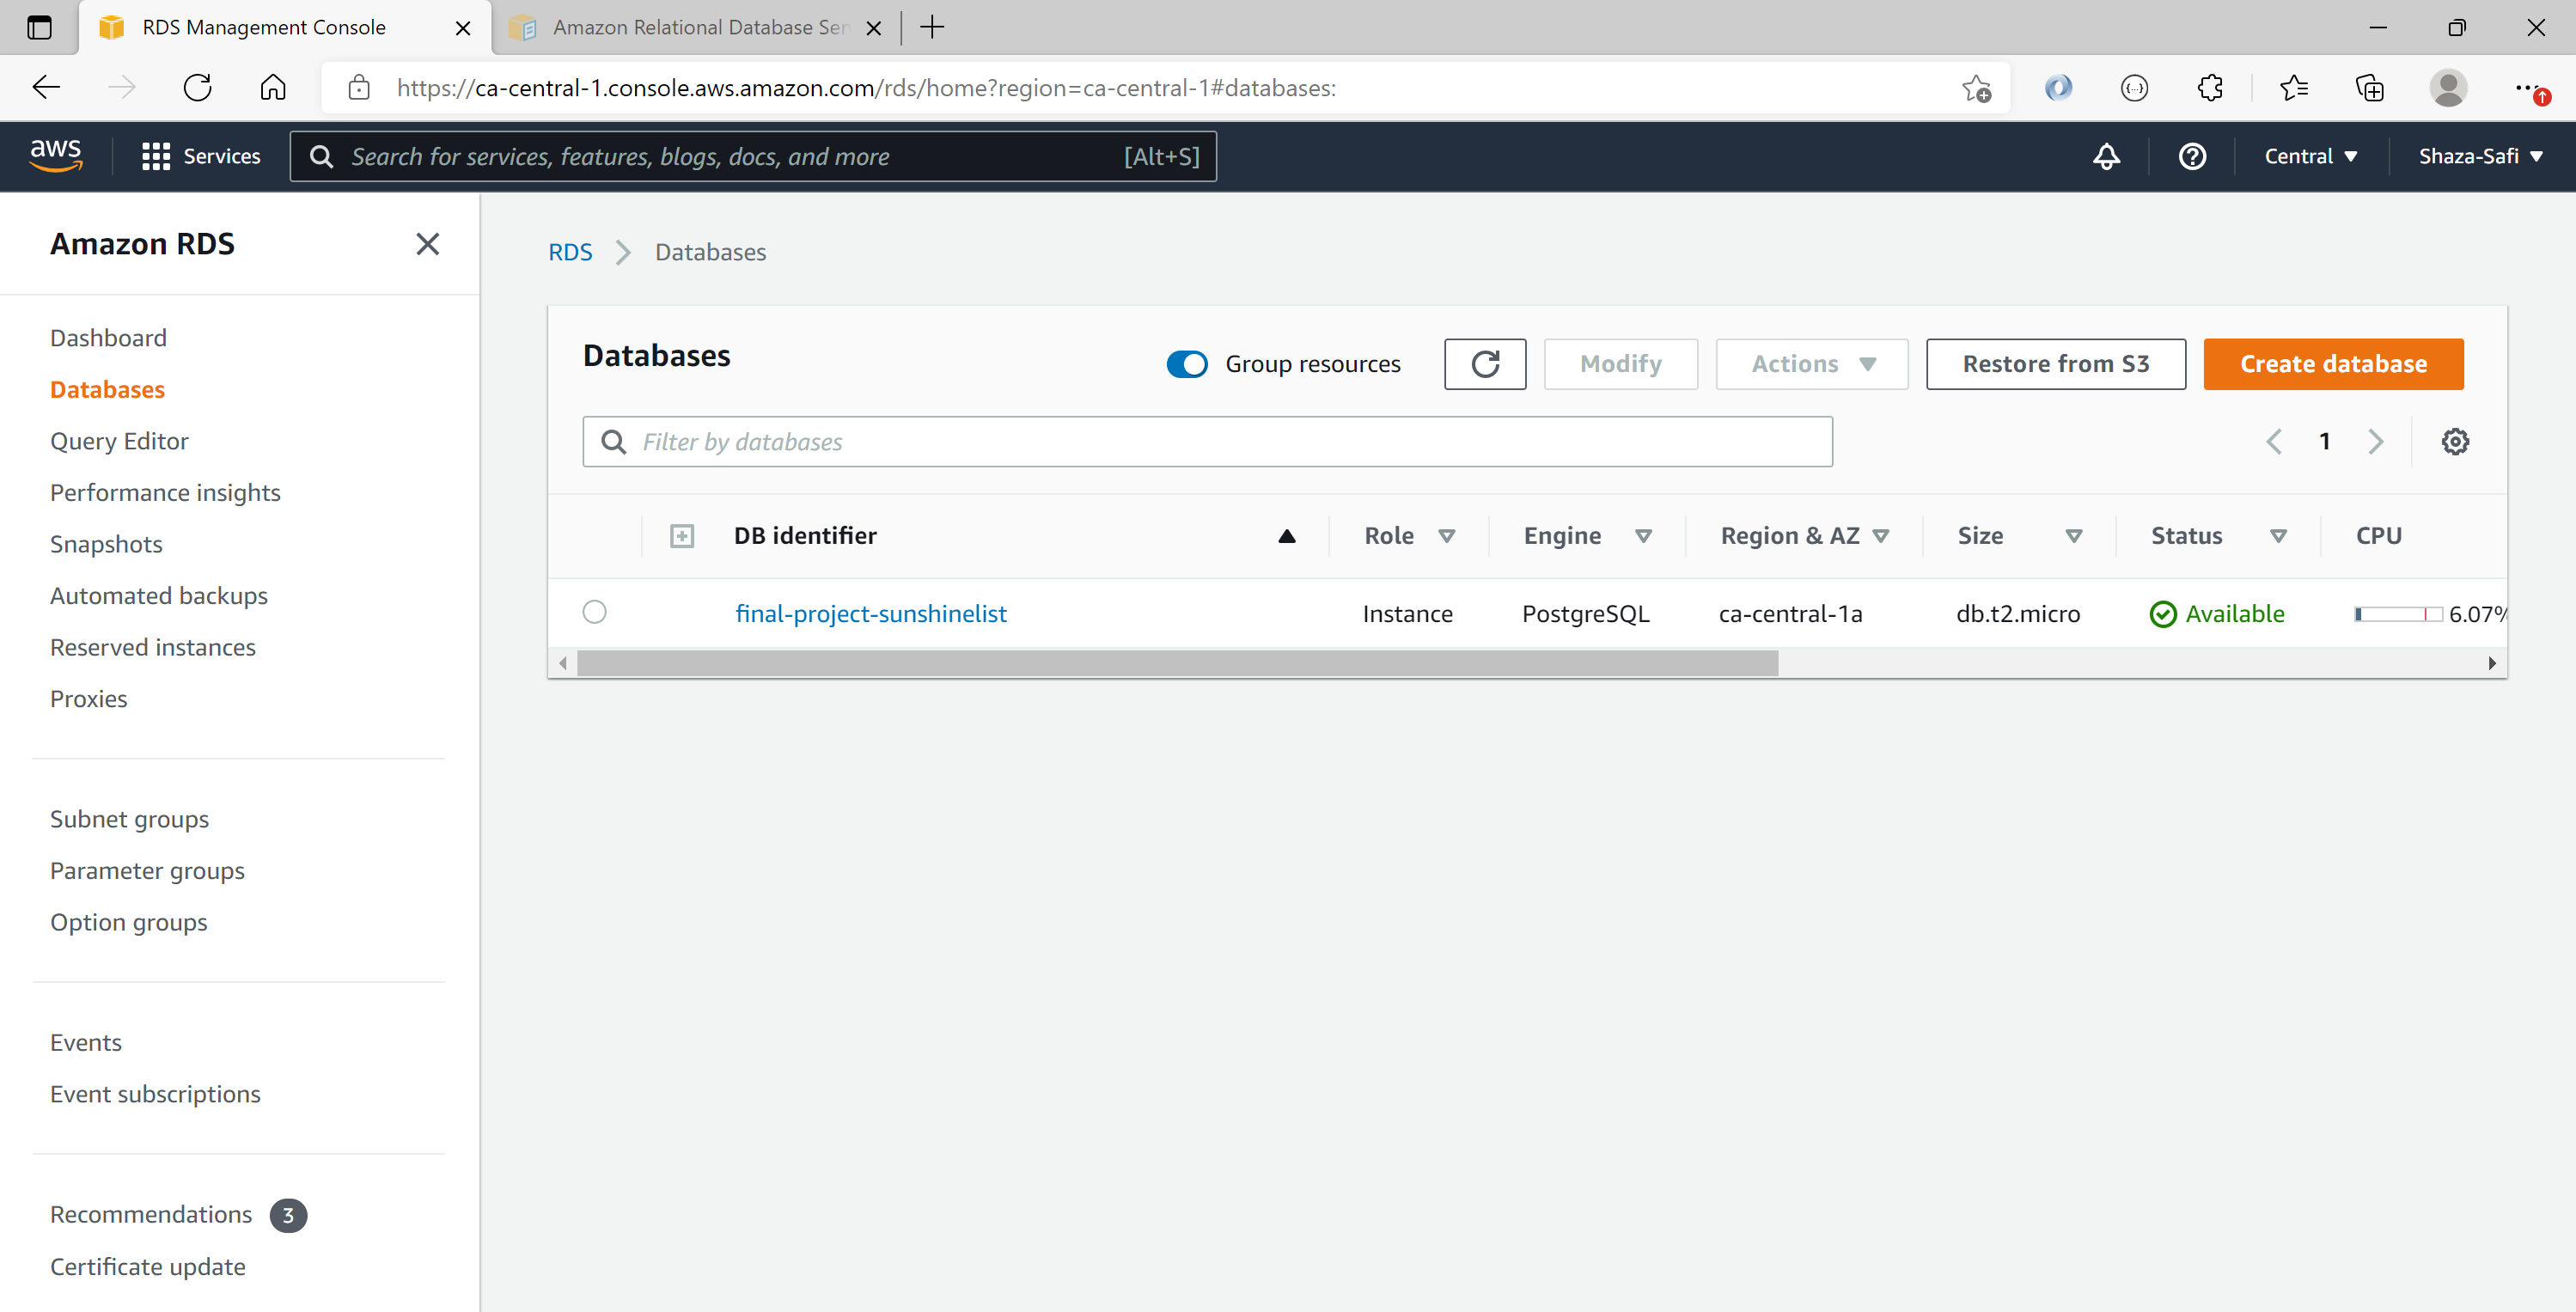 RDS Management Console
Amazon Relational Database Ser
https://ca-central-1.console.aws.amazon.com/rds/home?region=ca-central-1#databases:
aws
Services
Search for services, features, blogs, docs, and more
[Alt+S]
Central
Shaza-Safi
Amazon RDS
Dashboard
Databases
Query Editor
Performance insights
Snapshots
Automated backups
Reserved instances
Proxies
Subnet groups
Parameter groups
Option groups
Events
Event subscriptions
Recommendations 3
Certificate update
RDS
Databases
Databases
Group resources
Modify
Actions
Restore from S3
Create database
Filter by databases
1
DB identifier Role Engine Region & AZ Size Status CPU
final-project-sunshinelist Instance PostgreSQL ca-central-1a db.t2.micro Available 6.07%